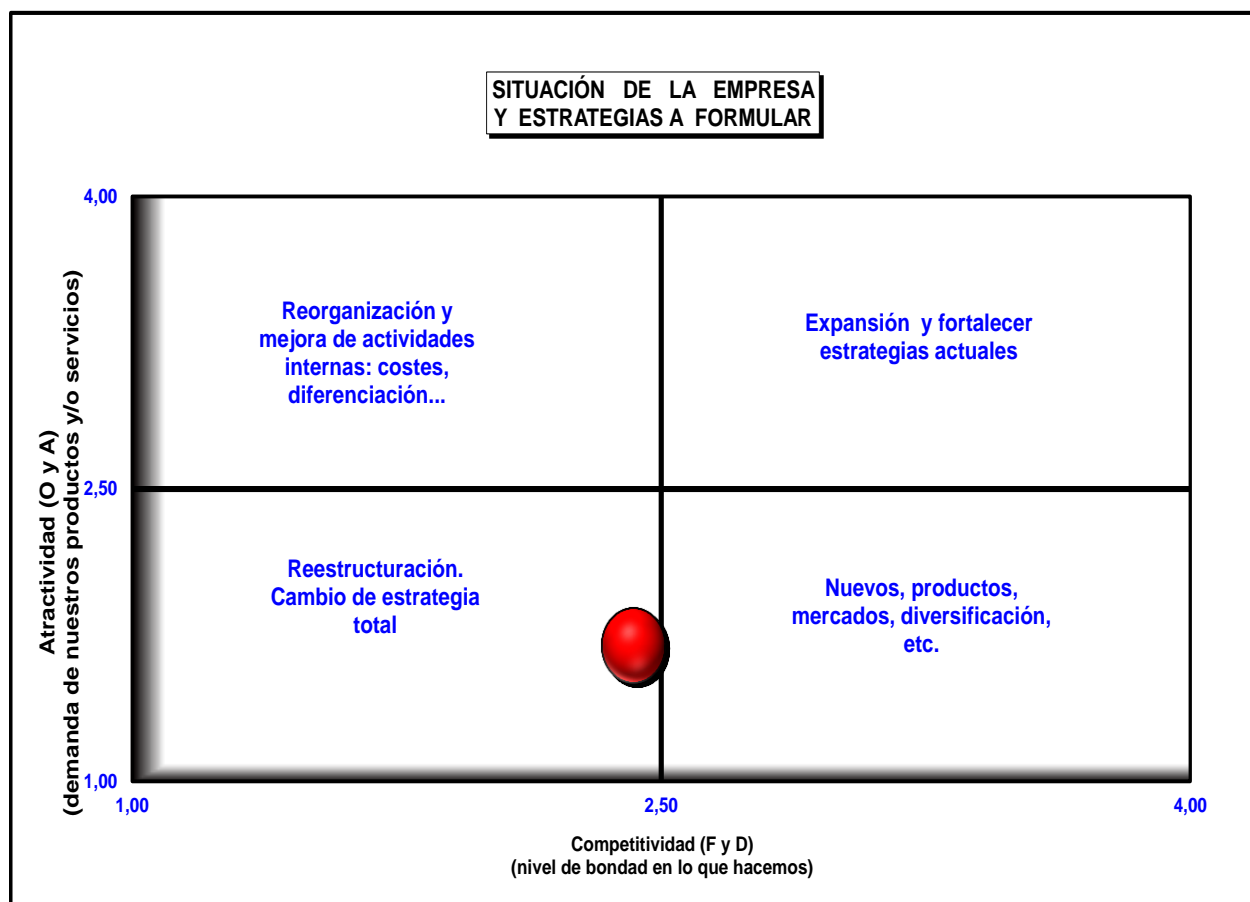 SITUACIÓN DE LA EMPRESA
Y ESTRATEGIAS A FORMULAR
4,00
Reorganización y
mejora de actividades
internas: costes,
diferenciación...
Expansión y fortalecer
estrategias actuales
Atractividad (O y A)
(demanda de nuestros productos y/o servicios)
2,50
Reestructuración.
Cambio de estrategia
total
Nuevos, productos,
mercados, diversificación,
etc.
1,00
1,00
2,50
4,00
Competitividad (F y D)
(nivel de bondad en lo que hacemos)